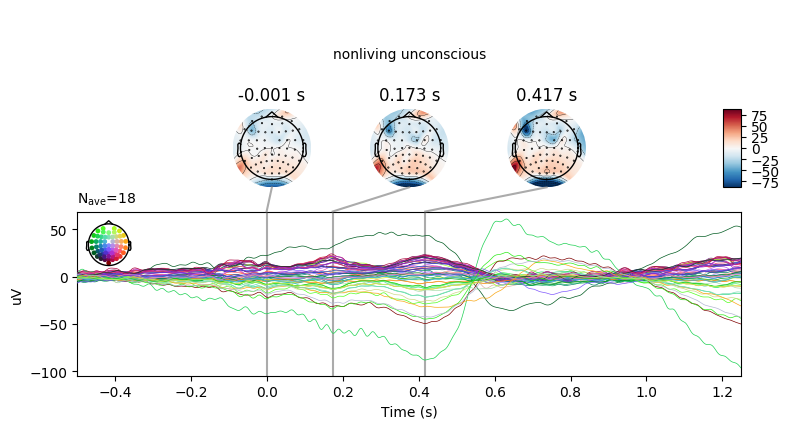 nonliving unconscious
-0.001 s 0.173 s 0.417 s
75
50
25
0
−25
−50
−75
Nave=18
50
0
−50
−100
uV
−0.4 −0.2 0.0 0.2 0.4 0.6 0.8 1.0 1.2
Time (s)